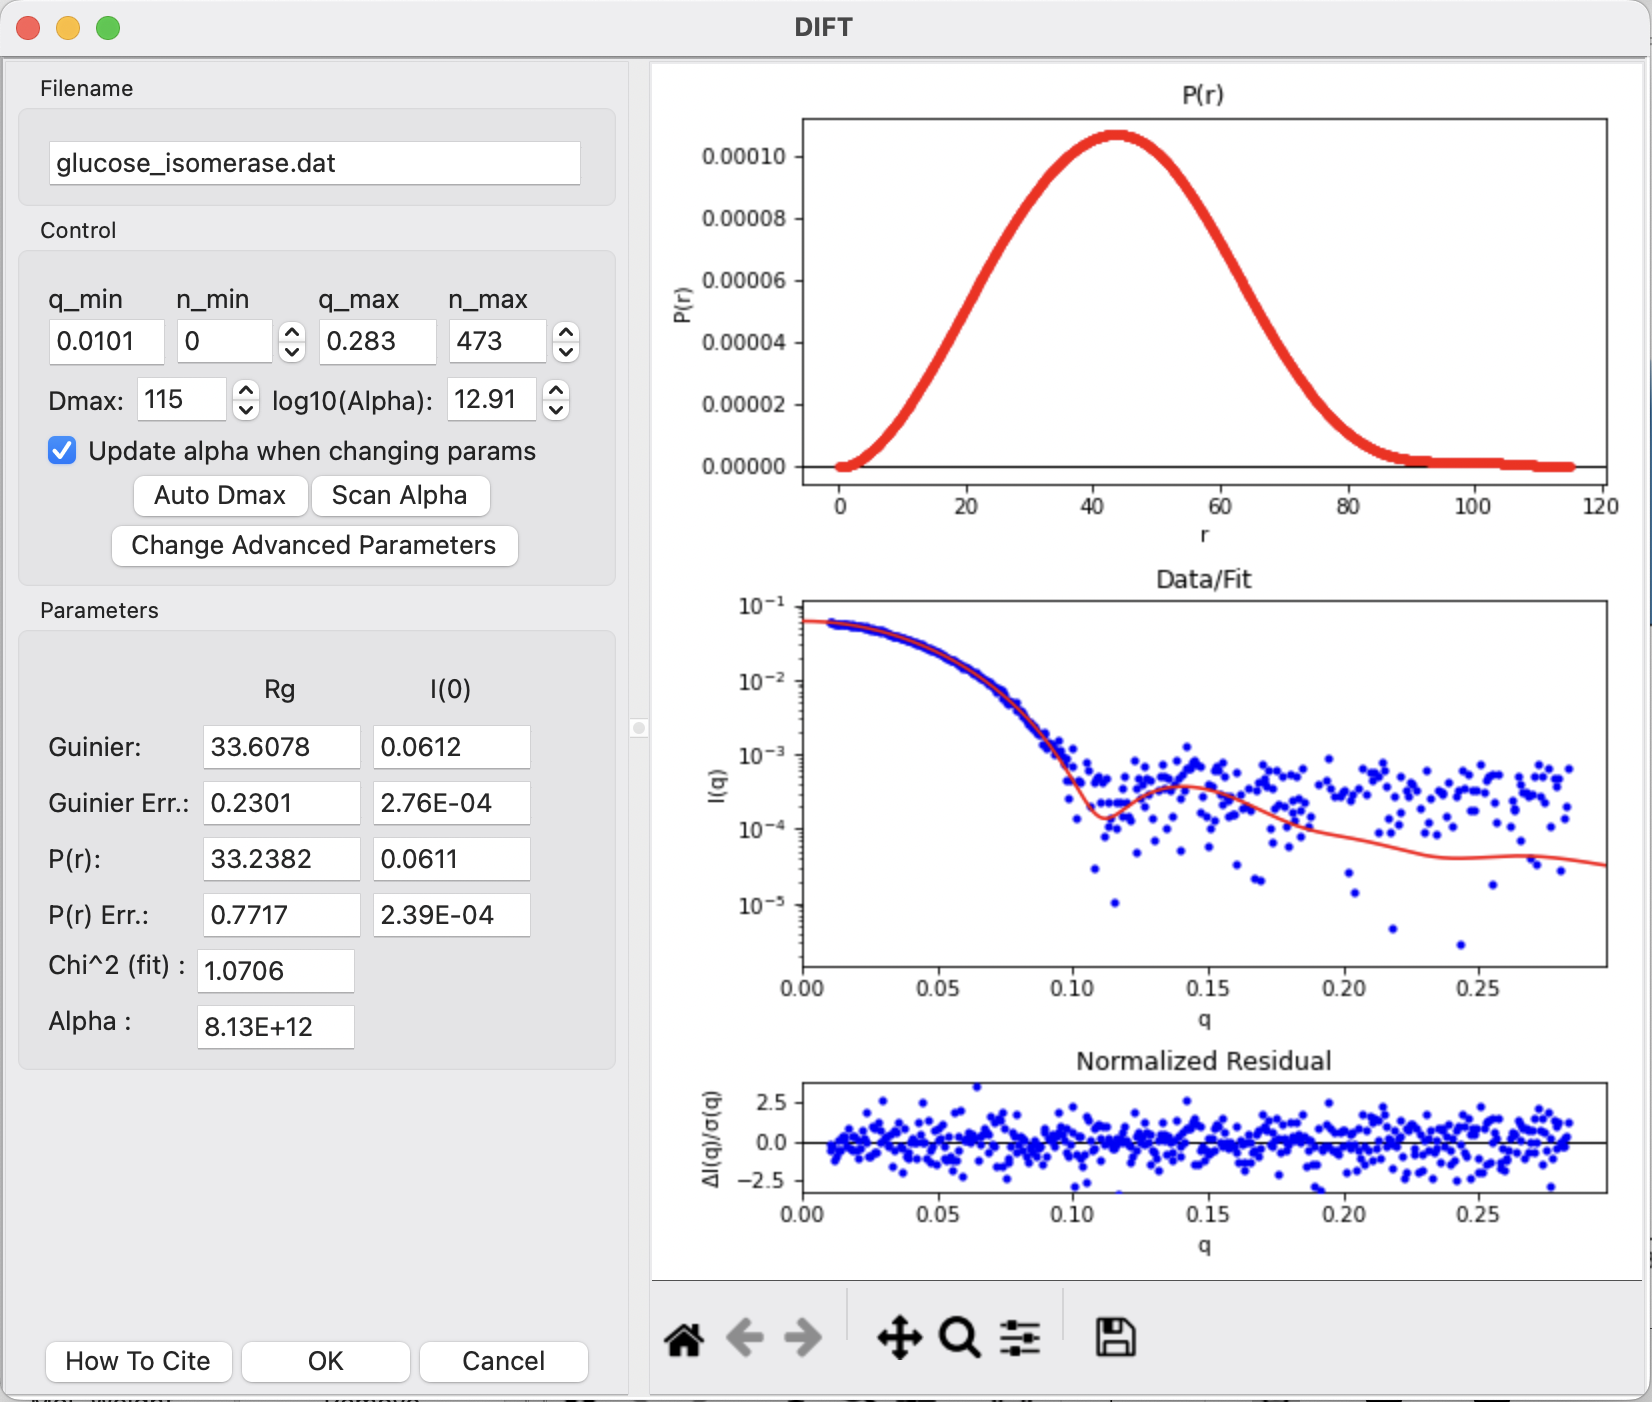 DIFT
Filename
glucose_isomerase.dat
Control
q_min n_min q_max n_max
0.0101 0 0.283 473
Dmax: 115 log10(Alpha): 12.91
Update alpha when changing params
Auto Dmax Scan Alpha
Change Advanced Parameters
Parameters
Rg I(0)
Guinier: 33.6078 0.0612
Guinier Err.: 0.2301 2.76E-04
P(r): 33.2382 0.0611
P(r) Err.: 0.7717 2.39E-04
Chi^2 (fit) : 1.0706
Alpha : 8.13E+12
How To Cite OK Cancel
P(r)
P(r)
0.00010
0.00008
0.00006
0.00004
0.00002
0.00000
0 20 40 60 80 100 120
r
Data/Fit
I(q)
10⁻¹
10⁻²
10⁻³
10⁻⁴
10⁻⁵
0.00 0.05 0.10 0.15 0.20 0.25
q
Normalized Residual
ΔI(q)/σ(q)
2.5
0.0
−2.5
0.00 0.05 0.10 0.15 0.20 0.25
q